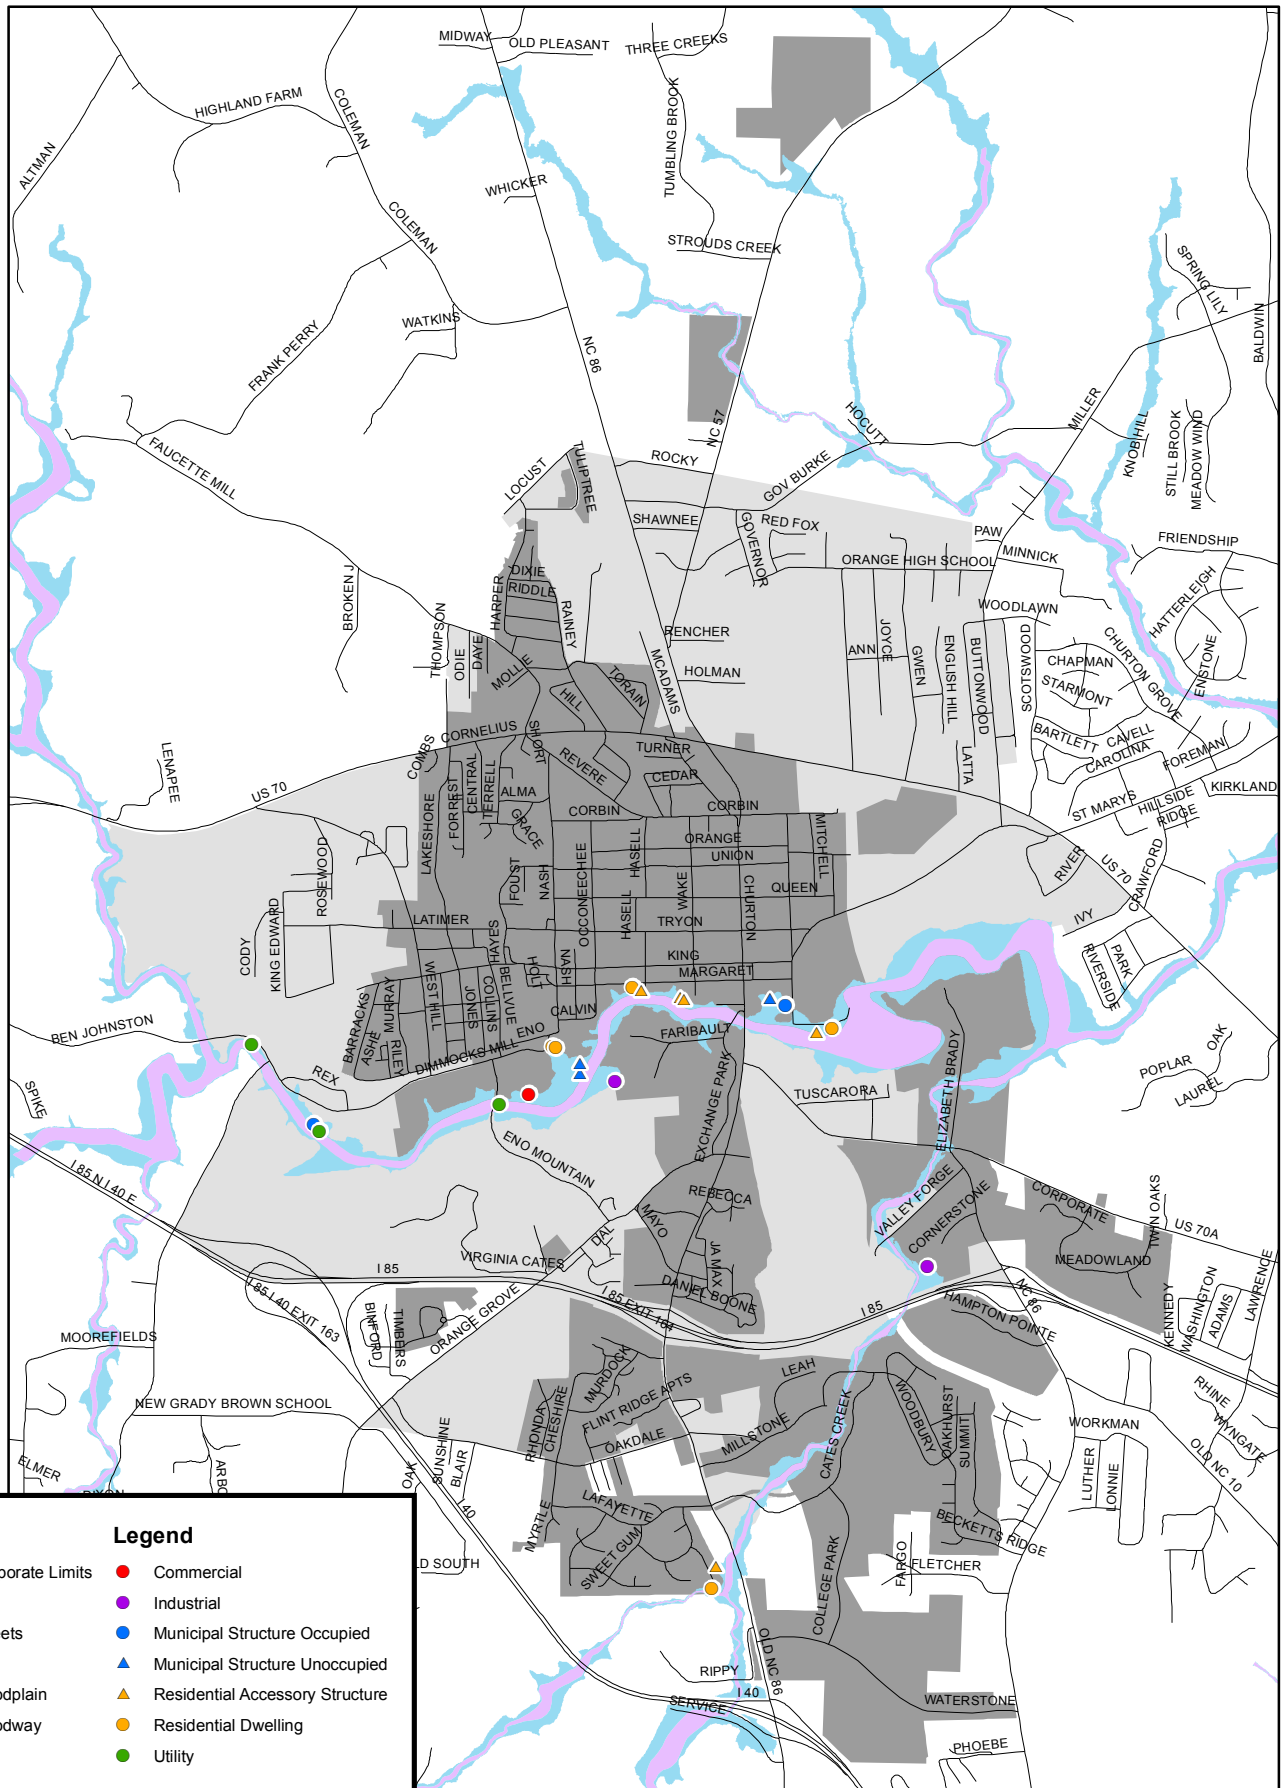 MIDWAY
OLD PLEASANT
THREE CREEKS
HIGHLAND FARM
COLEMAN
TUMBLING BROOK
ALTMAN
WHICKER
COLEMAN
STROUDS CREEK
SPRING LILY
BALDWIN
WATKINS
FRANK PERRY
NC 86
NC 57
HOCUTT
MILLER
KNOB HILL
STILL BROOK
MEADOW WIND
FAUCETTE MILL
LOCUST
TULIPTREE
ROCKY
GOV BURKE
SHAWNEE
GOVERNOR
RED FOX
PAW
MINNICK
FRIENDSHIP
ORANGE HIGH SCHOOL
BROKEN J
DIXIE
RIDDLE
HARPER
RAINEY
HATTERLEIGH
WOODLAWN
THOMPSON
ODIE
DAYE
RENCHER
ANN
JOYCE
GWEN
ENGLISH HILL
BUTTONWOOD
SCOTSWOOD
CHAPMAN
CHURTON GROVE
ENSTONE
STARMONT
MOLLE
TORAIN
MCADAMS
HOLMAN
HILL
CORNELIUS
SHORT
BARTLETT
CAVELL
CAROLINA
FOREMAN
LENAPEE
COMBS
REVERE
TURNER
CEDAR
LATTA
US 70
LAKESHORE
FORREST
CENTRAL
TERRELL
ALMA
GRACE
CORBIN
CORBIN
ST MARYS
HILLSIDE
RIDGE
KIRKLAND
ROSEWOOD
ORANGE
UNION
MITCHELL
HASELL
FOUST
NASH
OCCONEECHEE
WAKE
CHURTON
QUEEN
RIVER
US 70
CRAWFORD
IVY
CODY
KING EDWARD
LATIMER
HAYES
HASELL
TRYON
KING
MARGARET
RIVERSIDE
PARK
WEST HILL
JONES
COLLINS
BELLVUE
HOLT
NASH
CALVIN
BEN JOHNSTON
BARRACKS
ASHE
MURRAY
RILEY
DIMMOCKS MILL
ENO
FARIBAULT
EXCHANGE PARK
ELIZABETH BRADY
OAK
POPLAR
LAUREL
SPIKE
REX
TUSCARORA
ENO MOUNTAIN
I 85 N I 40 E
REBECCA
VALLEY FORGE
CORNERSTONE
CORPORATE
TWIN OAKS
US 70A
MAYO
DAL
JA MAX
MEADOWLAND
VIRGINIA CATES
I 85
DANIEL BOONE
I 85 EXIT 164
I 85
NC 86
HAMPTON POINTE
KENNEDY
WASHINGTON
ADAMS
LAWRENCE
I 85 I 40 EXIT 163
BINFORD
TIMBERS
ORANGE GROVE
MOOREFIELDS
MURDOCK
LEAH
NEW GRADY BROWN SCHOOL
RHONDA
CHESHIRE
FLINT RIDGE APTS
OAKDALE
MILLSTONE
CATES CREEK
WOODBURY
OAKHURST
SUMMIT
WORKMAN
RHINE
WYNGATE
OLD NC 10
ELMER
SUNSHINE
BLAIR
OAK
I 40
LUTHER
LONNIE
MYRTLE
LAFAYETTE
SWEET GUM
BECKETTS RIDGE
COLLEGE PARK
FARGO
FLETCHER
LD SOUTH
RIPPY
OLD NC 86
I 40
SERVICE
WATERSTONE
PHOEBE
Legend
porate Limits
Commercial
Industrial
eets
Municipal Structure Occupied
Municipal Structure Unoccupied
odplain
Residential Accessory Structure
odway
Residential Dwelling
Utility